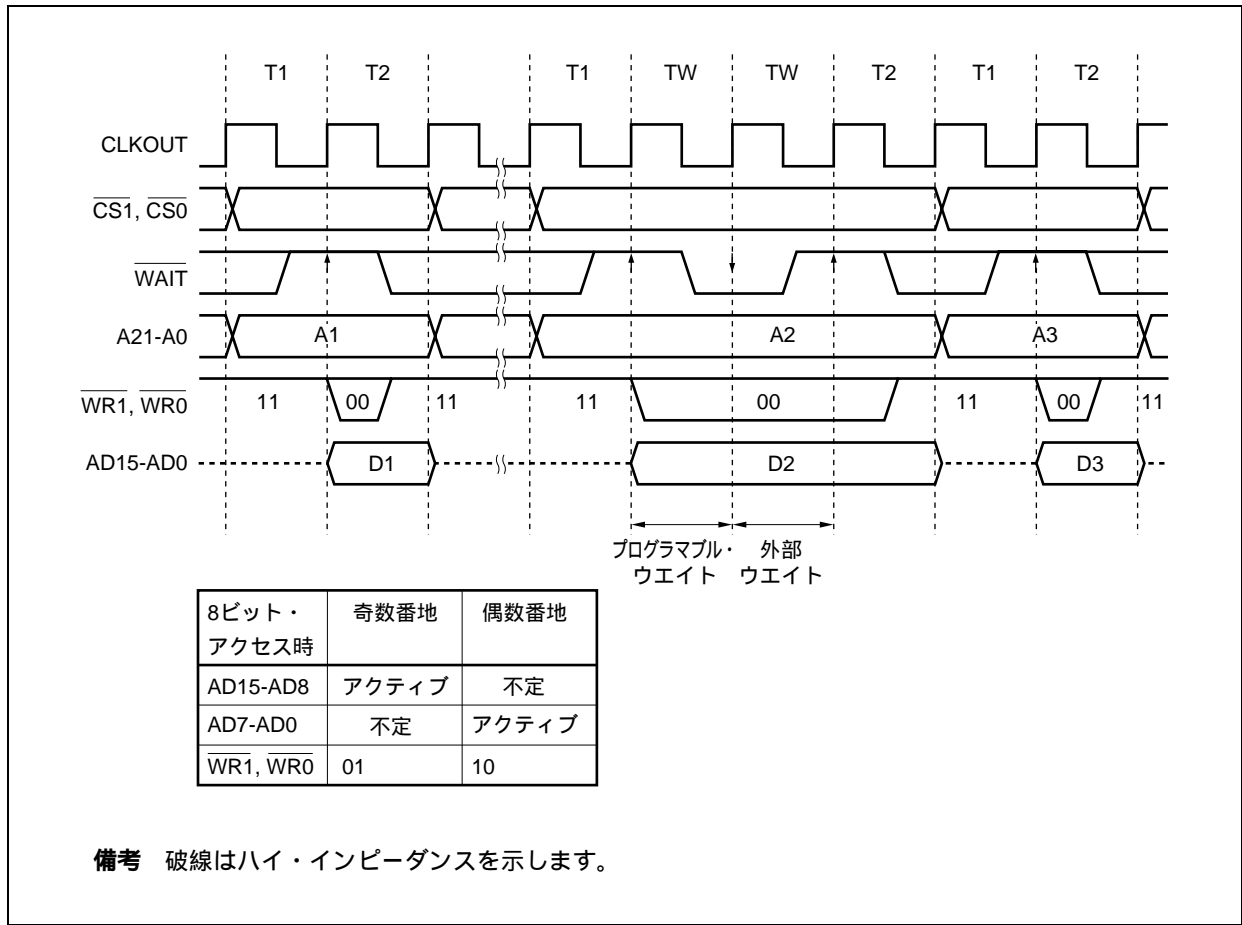 T1 T2 T1 TW TW T2 T1 T2
CLKOUT
CS1, CS0
WAIT
A21-A0 A1 A2 A3
WR1, WR0 11 00 11 11 00 11 00 11
AD15-AD0 D1 D2 D3
プログラマブル・ 外部
ウエイト ウエイト
8ビット・ 奇数番地 偶数番地
アクセス時
AD15-AD8 アクティブ 不定
AD7-AD0 不定 アクティブ
WR1, WR0 01 10
備考 破線はハイ・インピーダンスを示します。